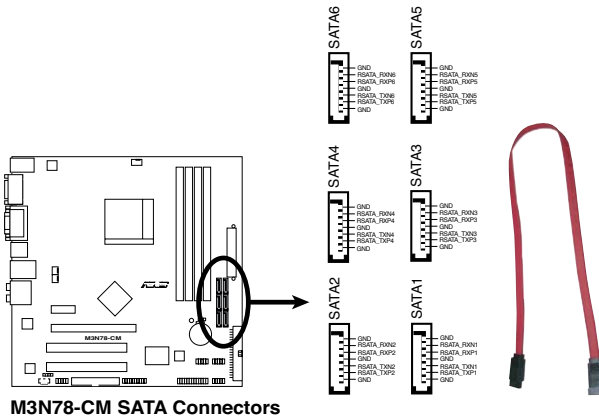 SATA6
GND
RSATA_RXN6
RSATA_RXP6
GND
RSATA_TXN6
RSATA_TXP6
GND
SATA5
GND
RSATA_RXN5
RSATA_RXP5
GND
RSATA_TXN5
RSATA_TXP5
GND
SATA4
GND
RSATA_RXN4
RSATA_RXP4
GND
RSATA_TXN4
RSATA_TXP4
GND
SATA3
GND
RSATA_RXN3
RSATA_RXP3
GND
RSATA_TXN3
RSATA_TXP3
GND
SATA2
GND
RSATA_RXN2
RSATA_RXP2
GND
RSATA_TXN2
RSATA_TXP2
GND
SATA1
GND
RSATA_RXN1
RSATA_RXP1
GND
RSATA_TXN1
RSATA_TXP1
GND
ASUS
M3N78-CM
M3N78-CM SATA Connectors